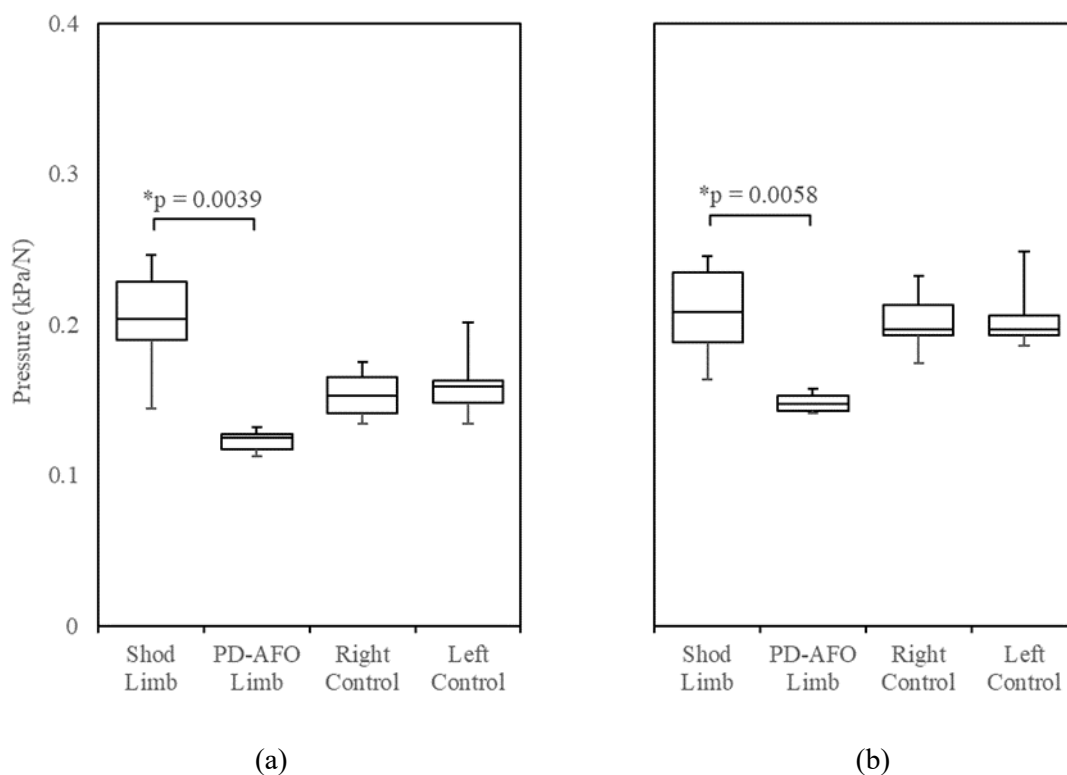 0.4
0.3
0.2
0.1
0
Pressure (kPa/N)
*p = 0.0039
Shod
Limb
PD-AFO
Limb
Right
Control
Left
Control
(a)
*p = 0.0058
Shod
Limb
PD-AFO
Limb
Right
Control
Left
Control
(b)